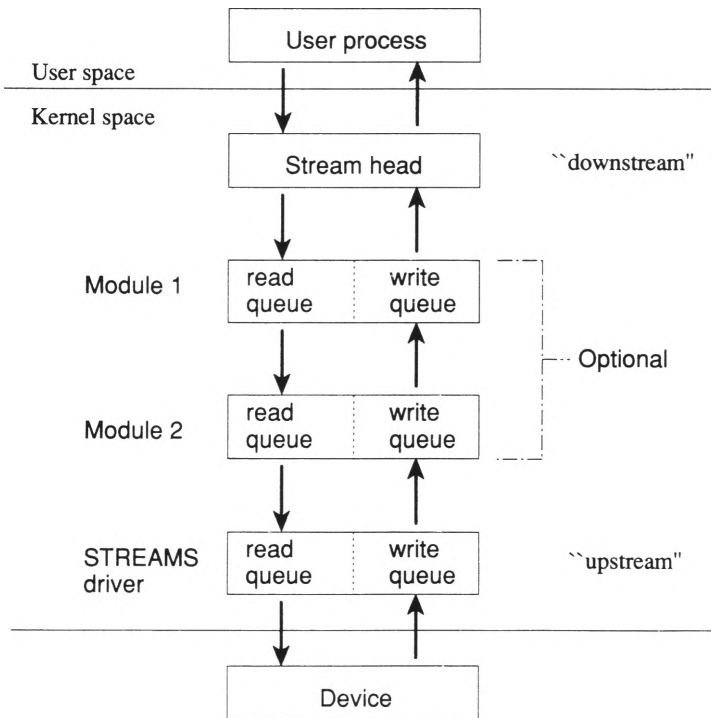 User process
User space
Kernel space
Stream head
``downstream"
Module 1
read queue
write queue
Optional
Module 2
read queue
write queue
STREAMS driver
read queue
write queue
``upstream"
Device